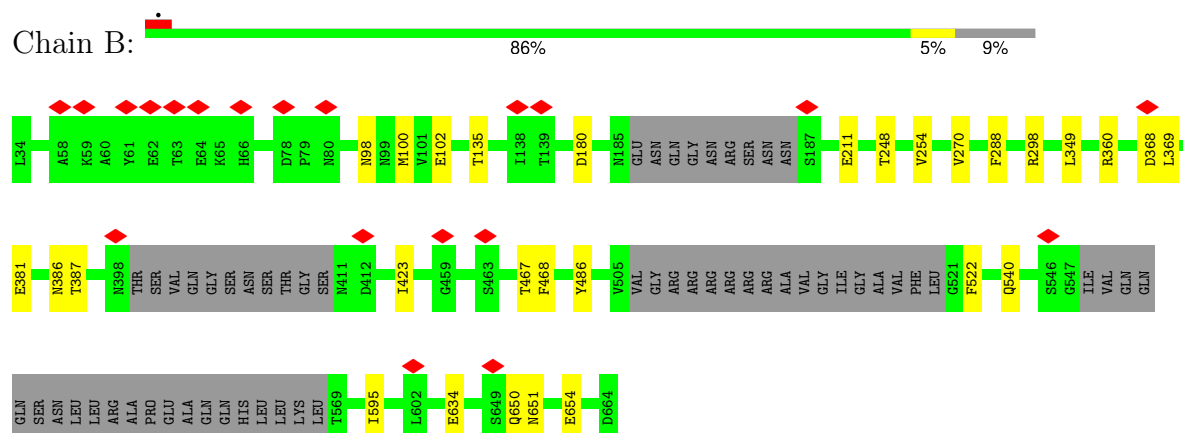 Chain B:
86% 5% 9%
L34 A58 K59 A60 Y61 E62 T63 E64 K65 H66 D78 P79 N80 N98 N99 M100 V101 E102 T135 I138 T139 D180 N185 GLU ASN GLN GLY ASN ARG SER ASN ASN S187 E211 T248 V254 V270 F288 R298 L349 R360 D368 L369
E381 N386 T387 N398 THR SER VAL GLN GLY SER ASN SER THR GLY SER N411 D412 I423 G459 S463 T467 F468 Y486 V505 VAL GLY ARG ARG ARG ARG ARG ARG ALA VAL GLY ILE GLY ALA VAL PHE LEU G521 F522 Q540 S546 G547 ILE VAL GLN GLN
GLN SER ASN LEU LEU ARG ALA PRO GLU ALA GLN GLN HIS LEU LEU LYS LEU T569 I595 L602 E634 S649 Q650 N651 E654 D664